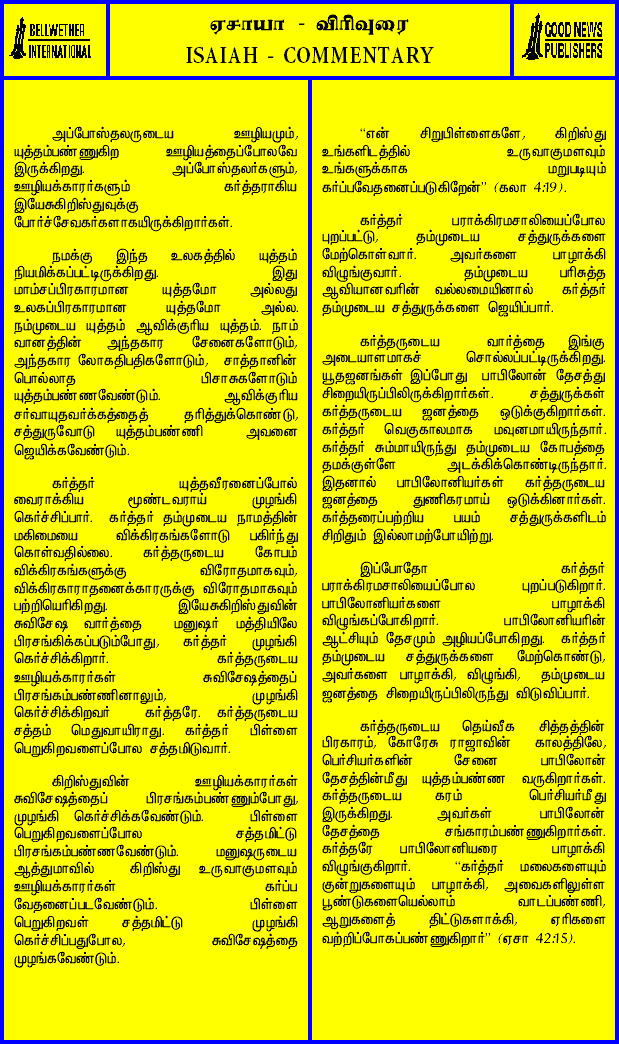 BELLWETHER
INTERNATIONAL
ஏசாயா - விரிவுரை
ISAIAH - COMMENTARY
GOOD NEWS
PUBLISHERS
அப்போஸ்தலருடைய ஊழியமும்,
யுத்தம்பண்ணுகிற ஊழியத்தைப்போலவே
இருக்கிறது. அப்போஸ்தலர்களும்,
ஊழியக்காரர்களும் கர்த்தராகிய
இயேசுகிறிஸ்துவுக்கு
போர்ச்சேவகர்களாகயிருக்கிறார்கள்.
நமக்கு இந்த உலகத்தில் யுத்தம்
நியமிக்கப்பட்டிருக்கிறது. இது
மாம்சப்பிரகாரமான யுத்தமோ அல்லது
உலகப்பிரகாரமான யுத்தமோ அல்ல.
நம்முடைய யுத்தம் ஆவிக்குரிய யுத்தம். நாம்
வானத்தின் அந்தகார சேனைகளோடும்,
அந்தகார லோகதிபதிகளோடும், சாத்தானின்
பொல்லாத பிசாசுகளோடும்
யுத்தம்பண்ணவேண்டும். ஆவிக்குரிய
சர்வாயுதவர்க்கத்தைத் தரித்துக்கொண்டு,
சத்துருவோடு யுத்தம்பண்ணி அவனை
ஜெயிக்கவேண்டும்.
கர்த்தர் யுத்தவீரனைப்போல்
வைராக்கிய மூண்டவராய் முழங்கி
கெர்ச்சிப்பார். கர்த்தர் தம்முடைய நாமத்தின்
மகிமையை விக்கிரகங்களோடு பகிர்ந்து
கொள்வதில்லை. கர்த்தருடைய கோபம்
விக்கிரகங்களுக்கு விரோதமாகவும்,
விக்கிரகாராதனைக்காரருக்கு விரோதமாகவும்
பற்றியெரிகிறது. இயேசுகிறிஸ்துவின்
சுவிசேஷ வார்த்தை மனுஷர் மத்தியிலே
பிரசங்கிக்கப்படும்போது, கர்த்தர் முழங்கி
கெர்ச்சிக்கிறார். கர்த்தருடைய
ஊழியக்காரர்கள் சுவிசேஷத்தைப்
பிரசங்கம்பண்ணினாலும், முழங்கி
கெர்ச்சிக்கிறவர் கர்த்தரே. கர்த்தருடைய
சத்தம் மெதுவாயிராது. கர்த்தர் பிள்ளை
பெறுகிறவளைப்போல சத்தமிடுவார்.
கிறிஸ்துவின் ஊழியக்காரர்கள்
சுவிசேஷத்தைப் பிரசங்கம்பண்ணும்போது,
முழங்கி கெர்ச்சிக்கவேண்டும். பிள்ளை
பெறுகிறவளைப்போல சத்தமிட்டு
பிரசங்கம்பண்ணவேண்டும். மனுஷருடைய
ஆத்துமாவில் கிறிஸ்து உருவாகுமளவும்
ஊழியக்காரர்கள் கர்ப்ப
வேதனைப்படவேண்டும். பிள்ளை
பெறுகிறவள் சத்தமிட்டு முழங்கி
கெர்ச்சிப்பதுபோல, சுவிசேஷத்தை
முழங்கவேண்டும்.
“என் சிறுபிள்ளைகளே, கிறிஸ்து
உங்களிடத்தில் உருவாகுமளவும்
உங்களுக்காக மறுபடியும்
கர்ப்பவேதனைப்படுகிறேன்” (கலா 4:19).
கர்த்தர் பராக்கிரமசாலியைப்போல
புறப்பட்டு, தம்முடைய சத்துருக்களை
மேற்கொள்வார். அவர்களை பாழாக்கி
விழுங்குவார். தம்முடைய பரிசுத்த
ஆவியானவரின் வல்லமையினால் கர்த்தர்
தம்முடைய சத்துருக்களை ஜெயிப்பார்.
கர்த்தருடைய வார்த்தை இங்கு
அடையாளமாகச் சொல்லப்பட்டிருக்கிறது.
யூதஜனங்கள் இப்போது பாபிலோன் தேசத்து
சிறையிருப்பிலிருக்கிறார்கள். சத்துருக்கள்
கர்த்தருடைய ஜனத்தை ஒடுக்குகிறார்கள்.
கர்த்தர் வெகுகாலமாக மவுனமாயிருந்தார்.
கர்த்தர் சும்மாயிருந்து தம்முடைய கோபத்தை
தமக்குள்ளே அடக்கிக்கொண்டிருந்தார்.
இதனால் பாபிலோனியர்கள் கர்த்தருடைய
ஜனத்தை துணிகரமாய் ஒடுக்கினார்கள்.
கர்த்தரைப்பற்றிய பயம் சத்துருக்களிடம்
சிறிதும் இல்லாமற்போயிற்று.
இப்போதோ கர்த்தர்
பராக்கிரமசாலியைப்போல புறப்படுகிறார்.
பாபிலோனியர்களை பாழாக்கி
விழுங்கப்போகிறார். பாபிலோனியரின்
ஆட்சியும் தேசமும் அழியப்போகிறது. கர்த்தர்
தம்முடைய சத்துருக்களை மேற்கொண்டு,
அவர்களை பாழாக்கி, விழுங்கி, தம்முடைய
ஜனத்தை சிறையிருப்பிலிருந்து விடுவிப்பார்.
கர்த்தருடைய தெய்வீக சித்தத்தின்
பிரகாரம், கோரேசு ராஜாவின் காலத்திலே,
பெர்சியர்களின் சேனை பாபிலோன்
தேசத்தின்மீது யுத்தம்பண்ண வருகிறார்கள்.
கர்த்தருடைய கரம் பெர்சியர்மீது
இருக்கிறது. அவர்கள் பாபிலோன்
தேசத்தை சங்காரம்பண்ணுகிறார்கள்.
கர்த்தரே பாபிலோனியரை பாழாக்கி
விழுங்குகிறார். “கர்த்தர் மலைகளையும்
குன்றுகளையும் பாழாக்கி, அவைகளிலுள்ள
பூண்டுகளையெல்லாம் வாடப்பண்ணி,
ஆறுகளைத் திட்டுகளாக்கி, ஏரிகளை
வற்றிப்போகப்பண்ணுகிறார்” (ஏசா 42:15).